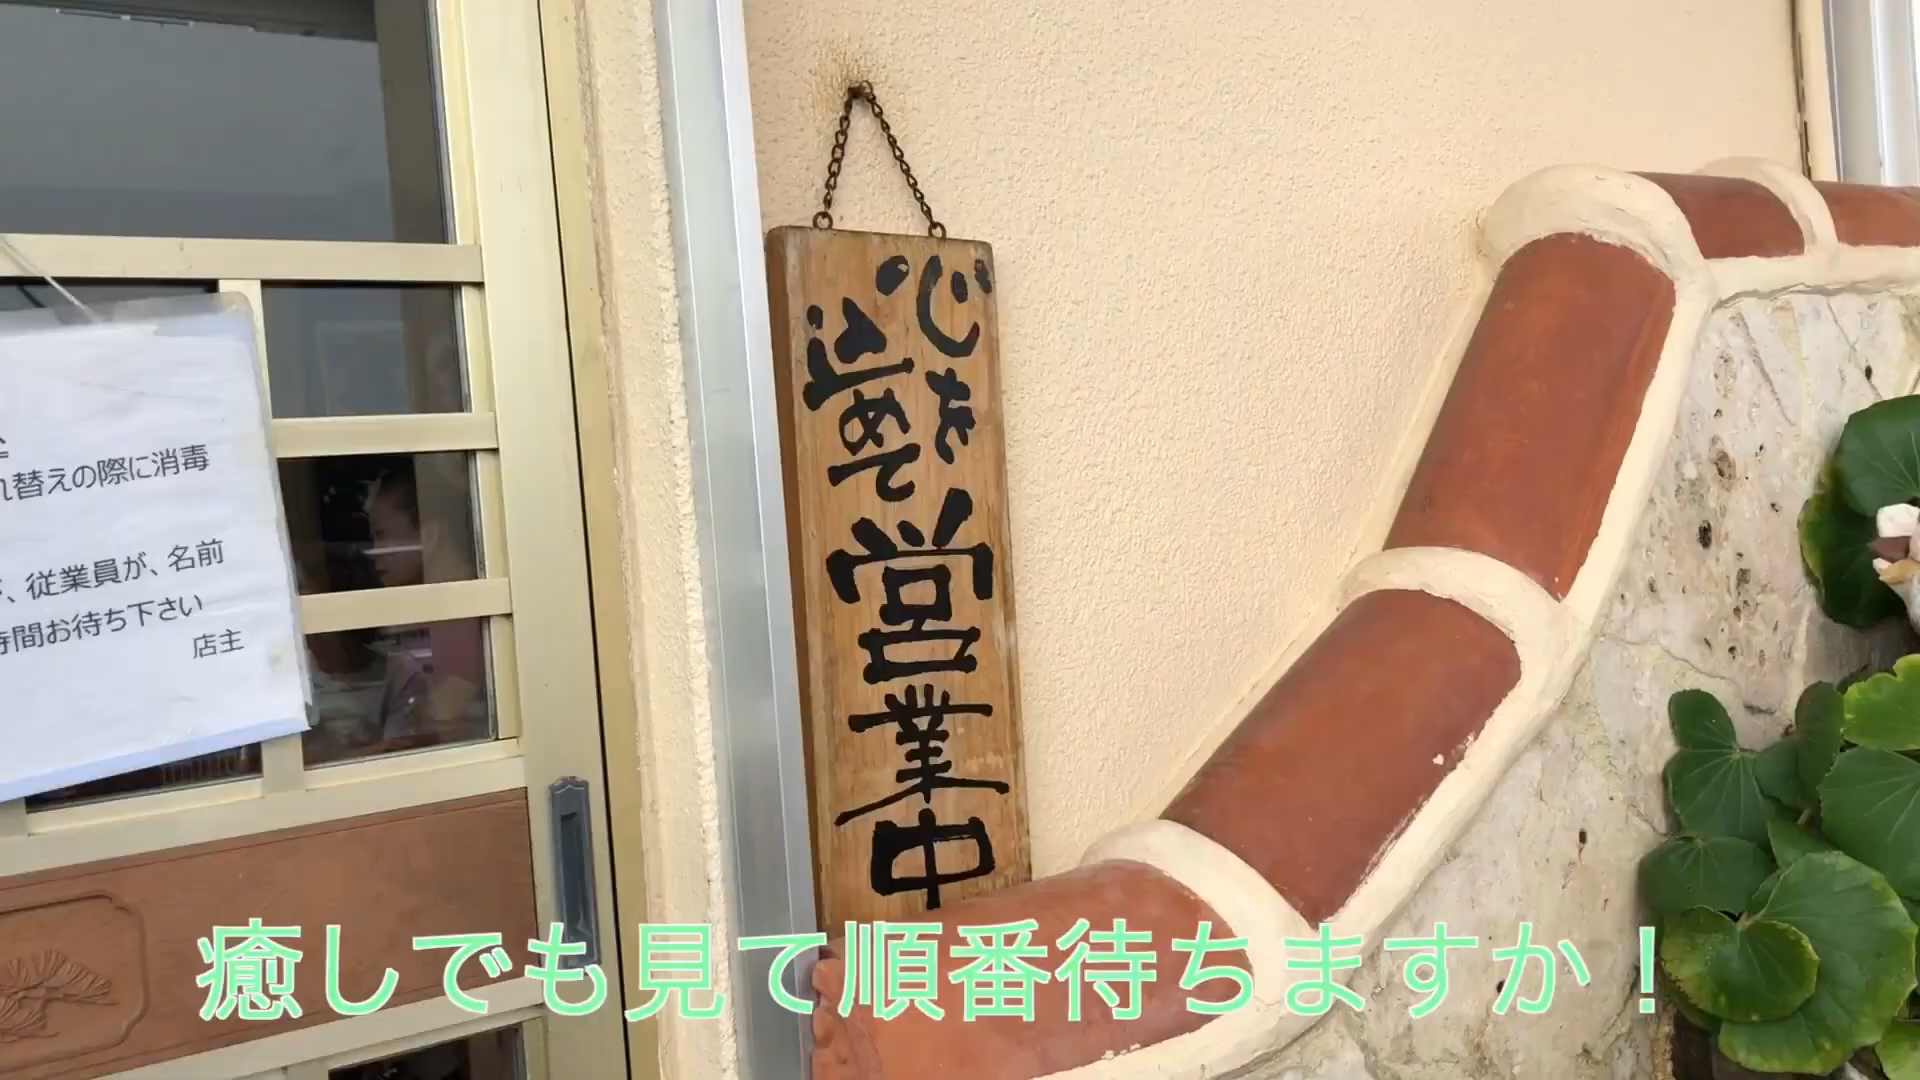 れ替えの際に消毒
、従業員が、名前
時間お待ち下さい
店主
心を
込めて
営業中
癒しでも見て順番待ちますか！